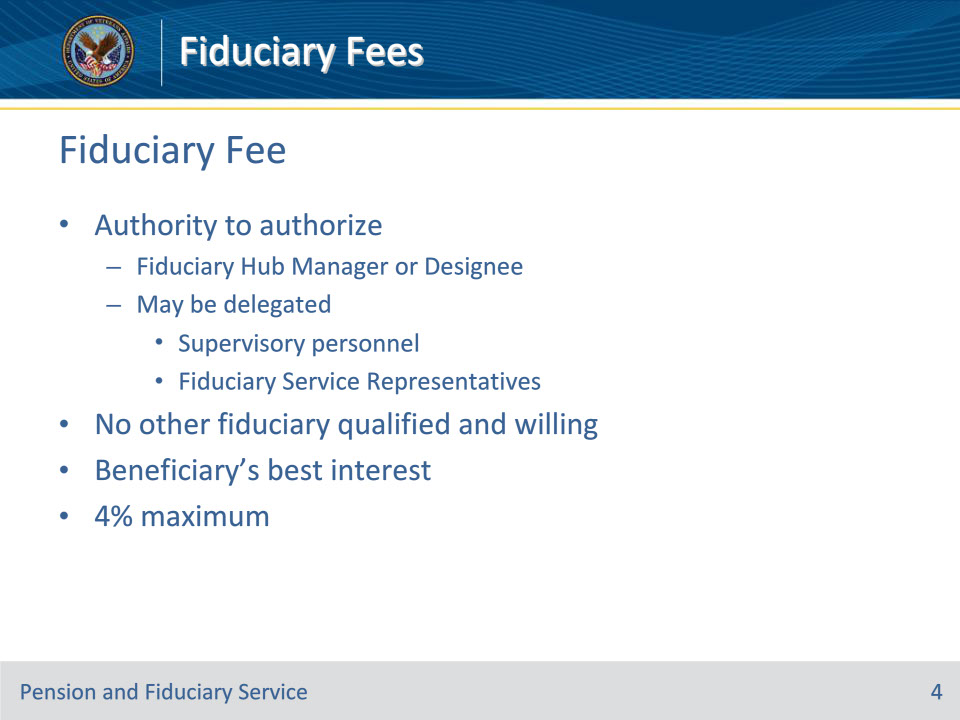 Fiduciary Fees
Fiduciary Fee
• Authority to authorize
– Fiduciary Hub Manager or Designee
– May be delegated
• Supervisory personnel
• Fiduciary Service Representatives
• No other fiduciary qualified and willing
• Beneficiary’s best interest
• 4% maximum
Pension and Fiduciary Service
4